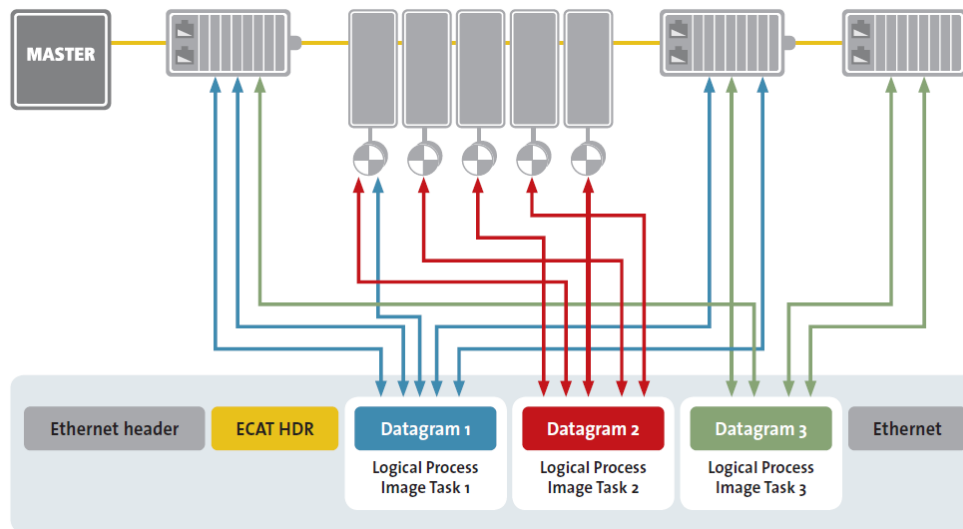 MASTER
Ethernet header
ECAT HDR
Datagram 1
Datagram 2
Datagram 3
Ethernet
Logical Process
Image Task 1
Logical Process
Image Task 2
Logical Process
Image Task 3